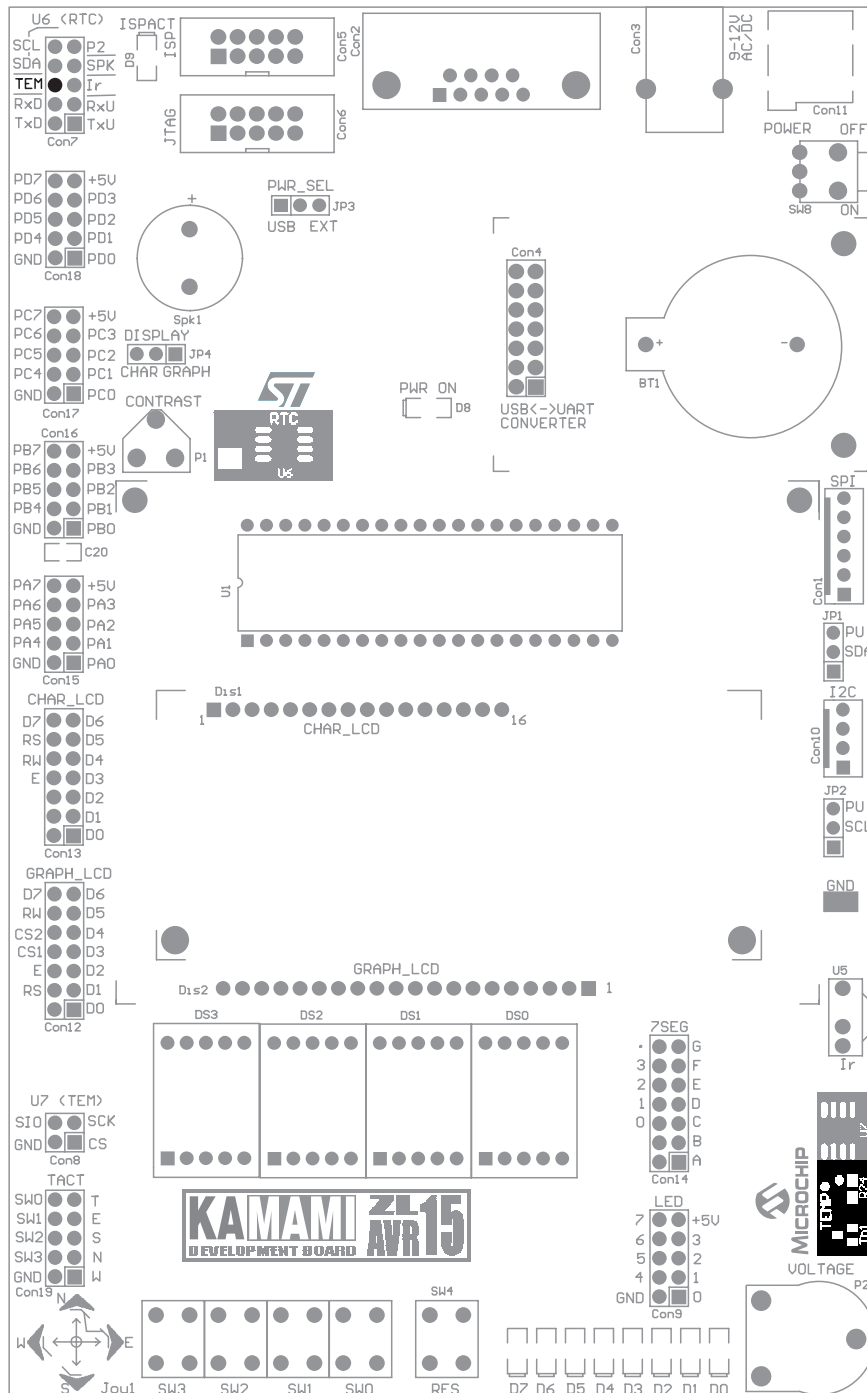 U6 (RTC)
SCL P2
SDA SPK
TEM Ir
RxD RxU
TxD TxU
Con7
ISPACT
D9
ISP
Con5
Con2
JTAG
Con6
Con3
9-12V
AC/DC
Con11
POWER OFF
SW8 ON
PD7 +5V
PD6 PD3
PD5 PD2
PD4 PD1
GND PD0
Con18
+
Spk1
PWR_SEL
JP3
USB EXT
Con4
USB<->UART
CONVERTER
+ -
BT1
PC7 +5V
PC6 PC3
PC5 PC2
PC4 PC1
GND PC0
Con17
DISPLAY
JP4
CHAR GRAPH
CONTRAST
P1
ST
RTC
U6
PWR ON
D8
Con16
PB7 +5V
PB6 PB3
PB5 PB2
PB4 PB1
GND PB0
C20
SPI
Con1
U1
PA7 +5V
PA6 PA3
PA5 PA2
PA4 PA1
GND PA0
Con15
JP1
PU
SDA
CHAR_LCD
D7 D6
RS D5
RW D4
E D3
D2
D1
D0
Con13
Dis1
1 16
CHAR_LCD
I2C
Con10
JP2
PU
SCL
GND
GRAPH_LCD
D7 D6
RW D5
CS2 D4
CS1 D3
E D2
RS D1
D0
Con12
GRAPH_LCD
Dis2 1
U5
Ir
DS3 DS2 DS1 DS0
7SEG
. G
3 F
2 E
1 D
0 C
B
A
Con14
U7 (TEM)
SIO SCK
GND CS
Con8
TACT
SW0 T
SW1 E
SW2 S
SW3 N
GND W
Con19
KAMAMI
DEVELOPMENT BOARD
ZL
AVR15
LED
7 +5V
6 3
5 2
4 1
GND 0
Con9
MICROCHIP
U7
TEMP
R24
TD1
VOLTAGE
P2
N
W E
S
Joy1
SW3 SW2 SW1 SW0
SW4
RES
D7 D6 D5 D4 D3 D2 D1 D0